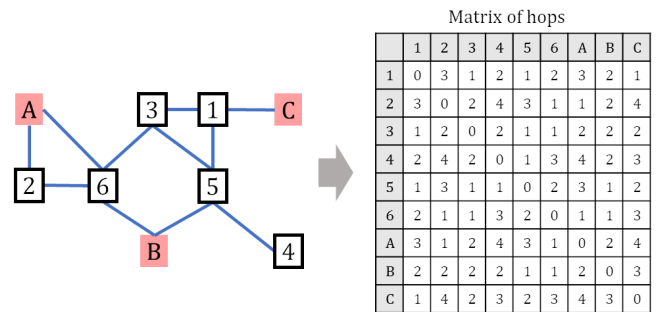 Matrix of hops
1 2 3 4 5 6 A B C
1 0 3 1 2 1 2 3 2 1
2 3 0 2 4 3 1 1 2 4
3 1 2 0 2 1 1 2 2 2
4 2 4 2 0 1 3 4 2 3
5 1 3 1 1 0 2 3 1 2
6 2 1 1 3 2 0 1 1 3
A 3 1 2 4 3 1 0 2 4
B 2 2 2 2 1 1 2 0 3
C 1 4 2 3 2 3 4 3 0
A 3 1 C
2 6 5
B 4